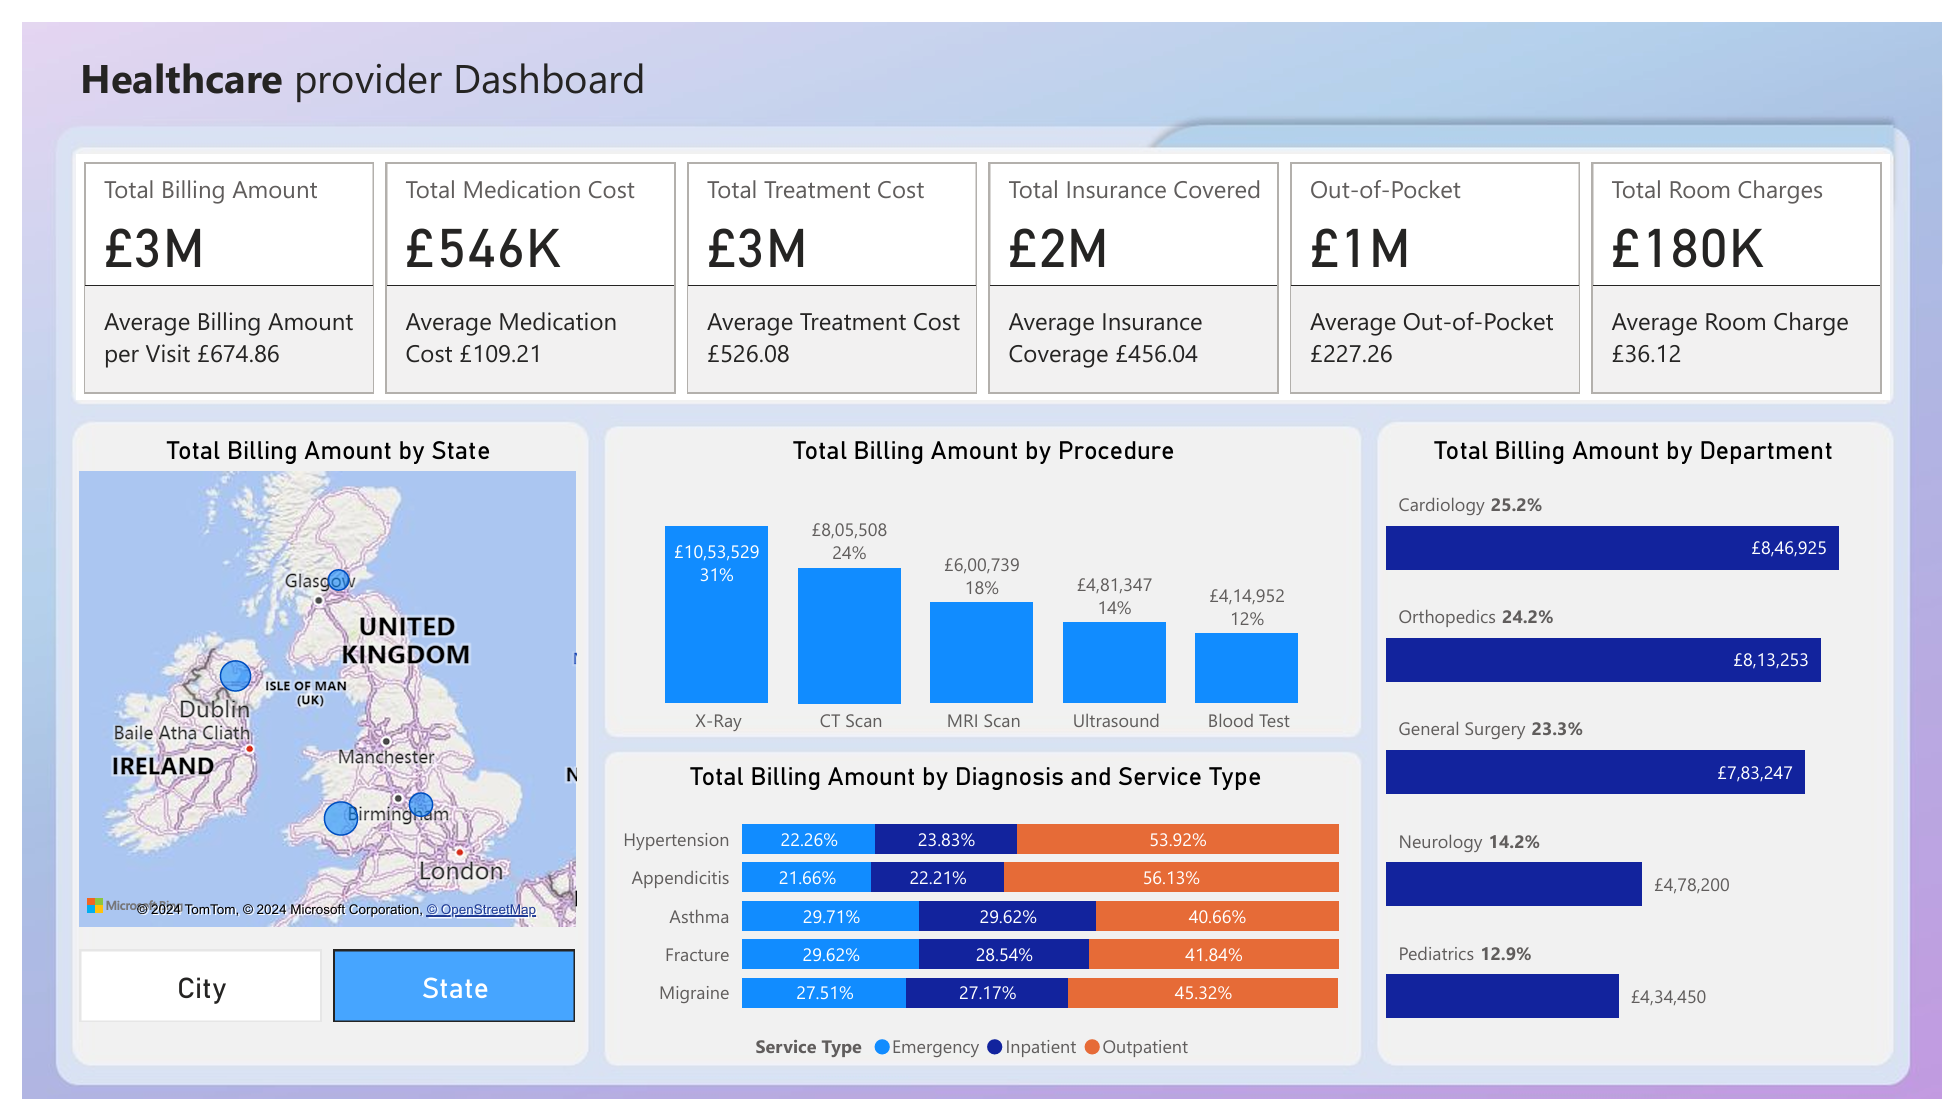 Healthcare provider Dashboard
Total Billing Amount
£3M
Average Billing Amount
per Visit £674.86
Total Medication Cost
£546K
Average Medication
Cost £109.21
Total Treatment Cost
£3M
Average Treatment Cost
£526.08
Total Insurance Covered
£2M
Average Insurance
Coverage £456.04
Out-of-Pocket
£1M
Average Out-of-Pocket
£227.26
Total Room Charges
£180K
Average Room Charge
£36.12
Total Billing Amount by State
Glasgow
UNITED
KINGDOM
ISLE OF MAN
(UK)
Dublin
Baile Atha Cliath
IRELAND
Manchester
N
Birmingham
London
Microsoft Bing
© 2024 TomTom, © 2024 Microsoft Corporation, © OpenStreetMap
City
State
Total Billing Amount by Procedure
£10,53,529
31%
£8,05,508
24%
£6,00,739
18%
£4,81,347
14%
£4,14,952
12%
X-Ray
CT Scan
MRI Scan
Ultrasound
Blood Test
Total Billing Amount by Diagnosis and Service Type
Hypertension 22.26% 23.83% 53.92%
Appendicitis 21.66% 22.21% 56.13%
Asthma 29.71% 29.62% 40.66%
Fracture 29.62% 28.54% 41.84%
Migraine 27.51% 27.17% 45.32%
Service Type Emergency Inpatient Outpatient
Total Billing Amount by Department
Cardiology 25.2%
£8,46,925
Orthopedics 24.2%
£8,13,253
General Surgery 23.3%
£7,83,247
Neurology 14.2%
£4,78,200
Pediatrics 12.9%
£4,34,450